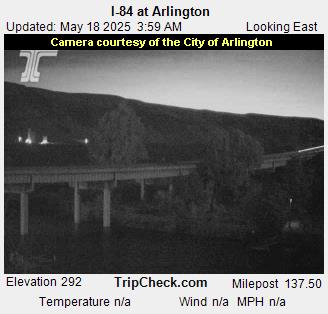 I-84 at Arlington
Updated: May 18 2025 3:59 AM Looking East
Camera courtesy of the City of Arlington
Elevation 292 TripCheck.com Milepost 137.50
Temperature n/a Wind n/a MPH n/a